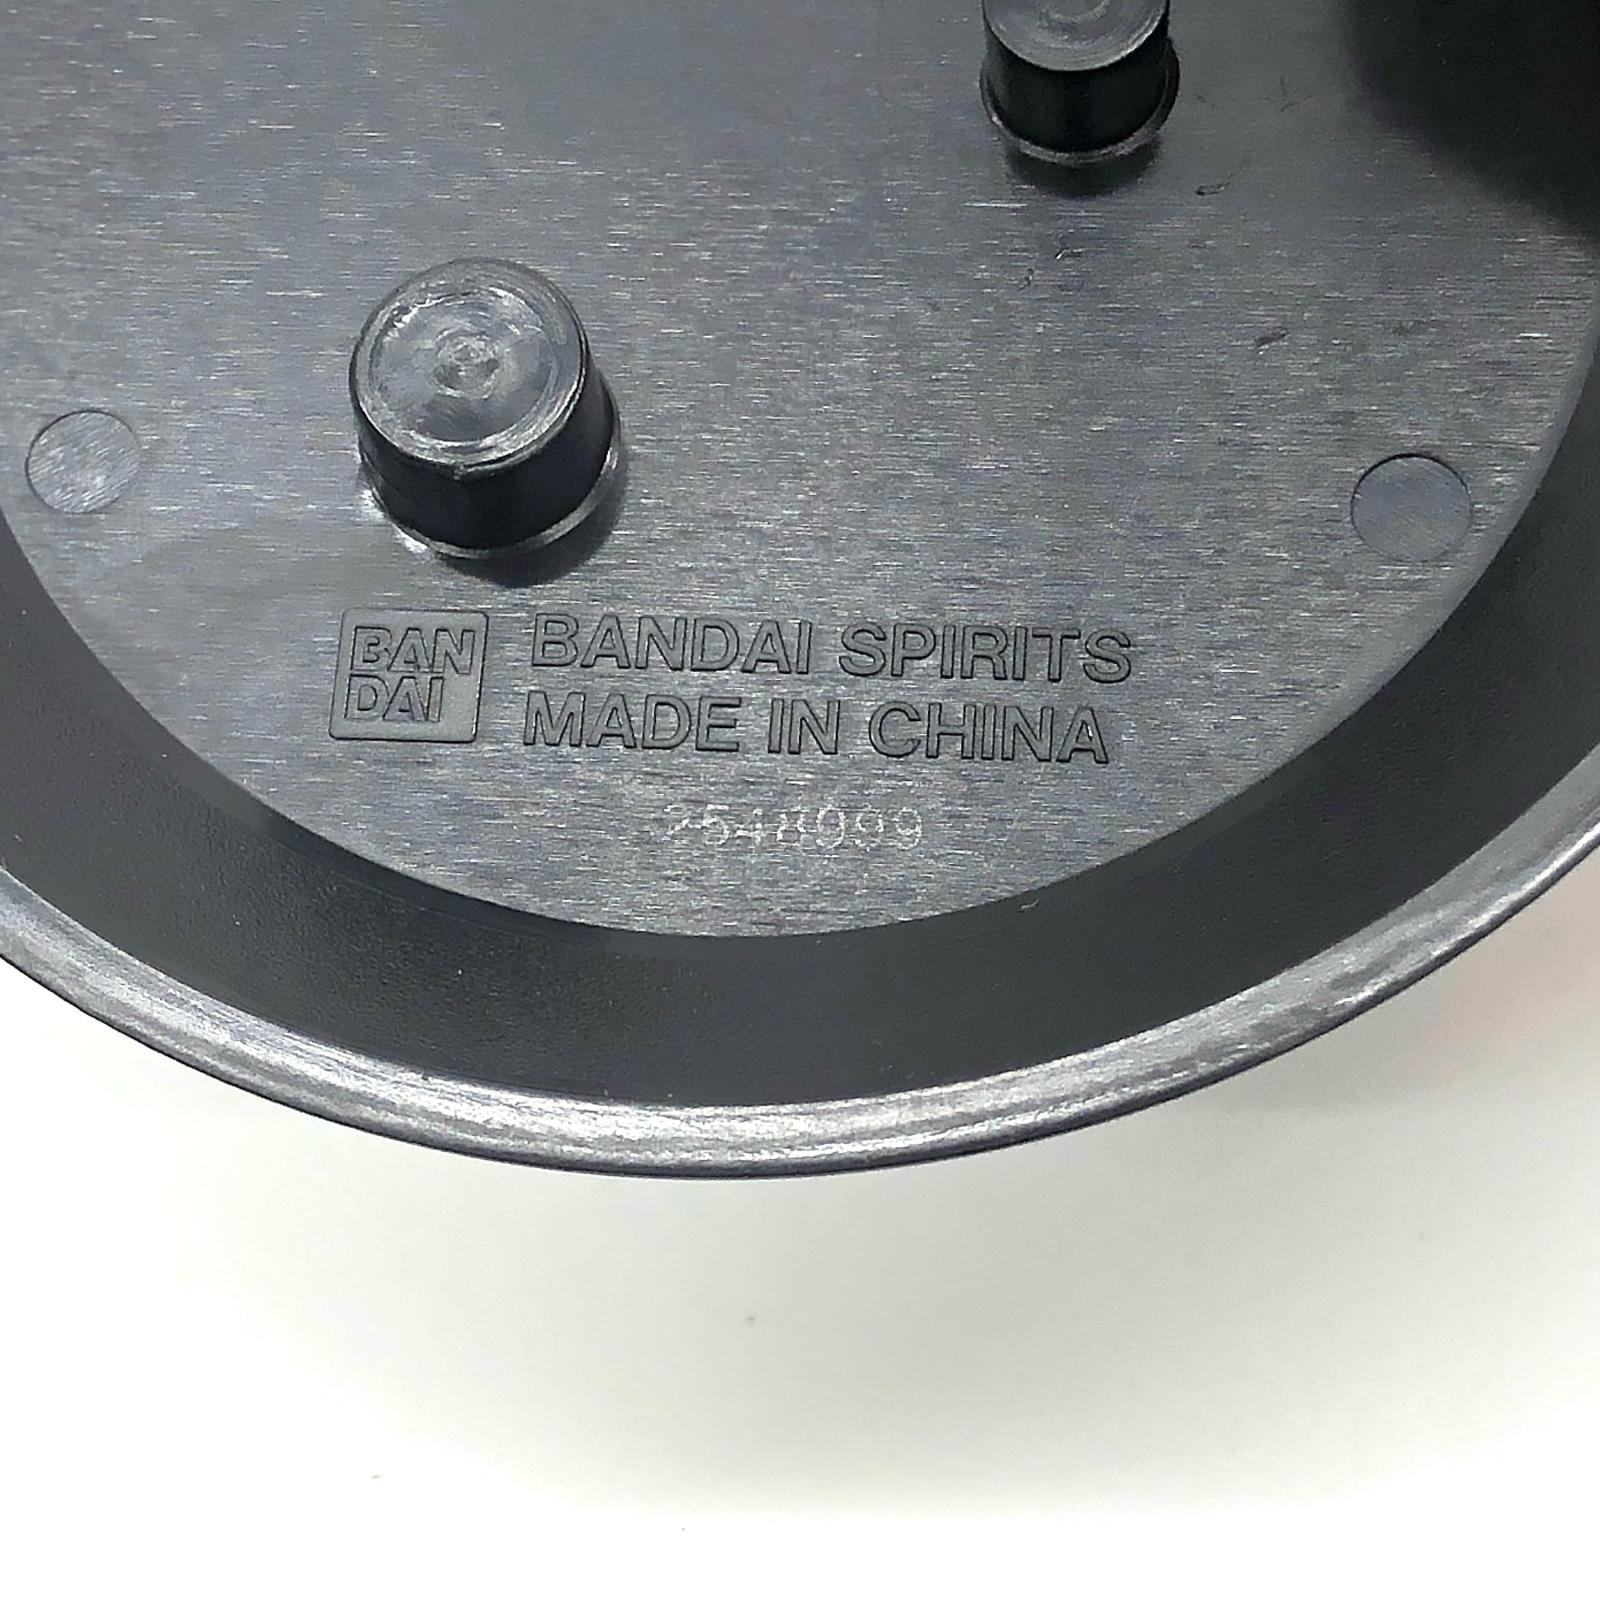 BAN
DAI
BANDAI SPIRITS
MADE IN CHINA
2548999